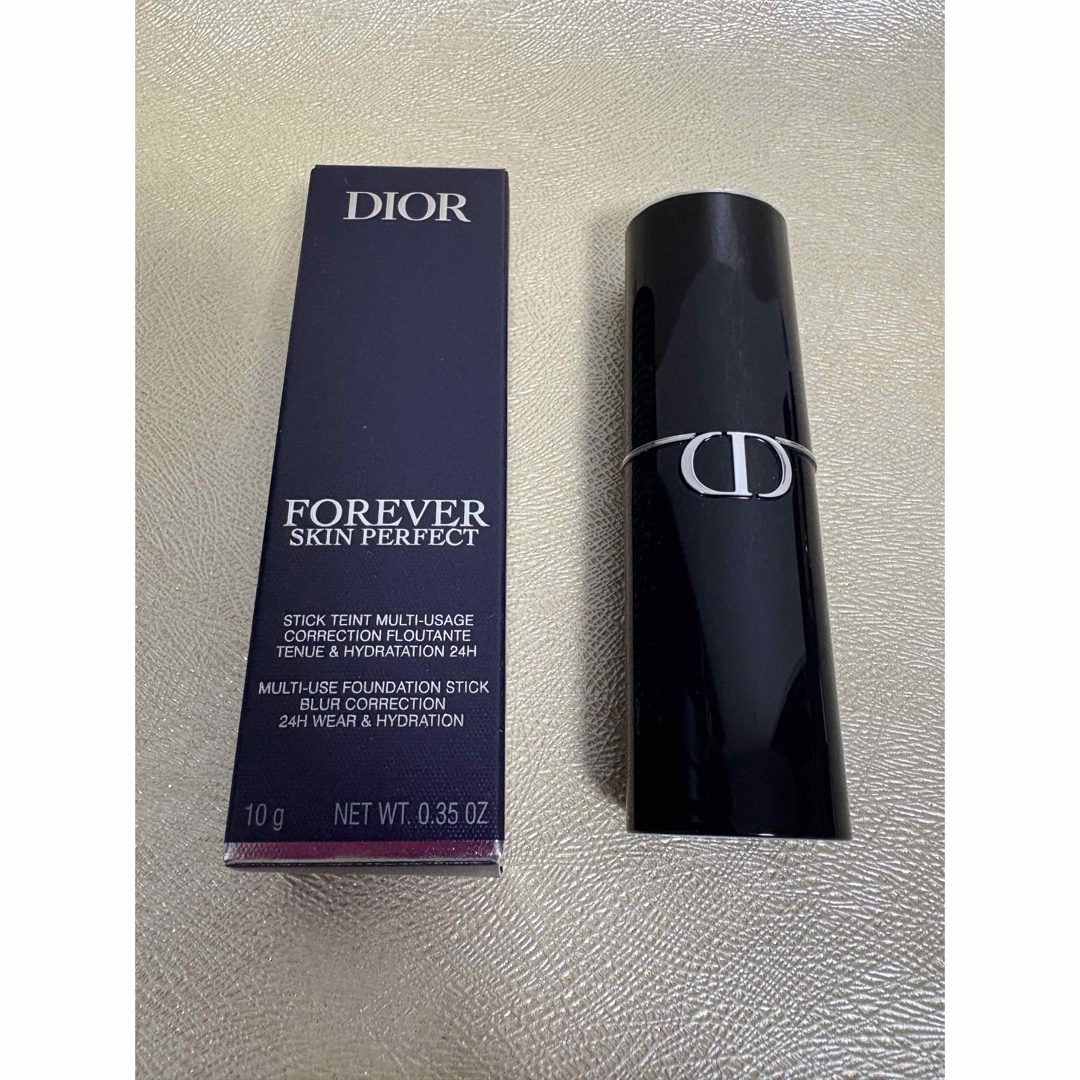 DIOR
FOREVER
SKIN PERFECT
STICK TEINT MULTI-USAGE
CORRECTION FLOUTANTE
TENUE & HYDRATATION 24H
MULTI-USE FOUNDATION STICK
BLUR CORRECTION
24H WEAR & HYDRATION
10 g NET WT. 0.35 OZ
CD